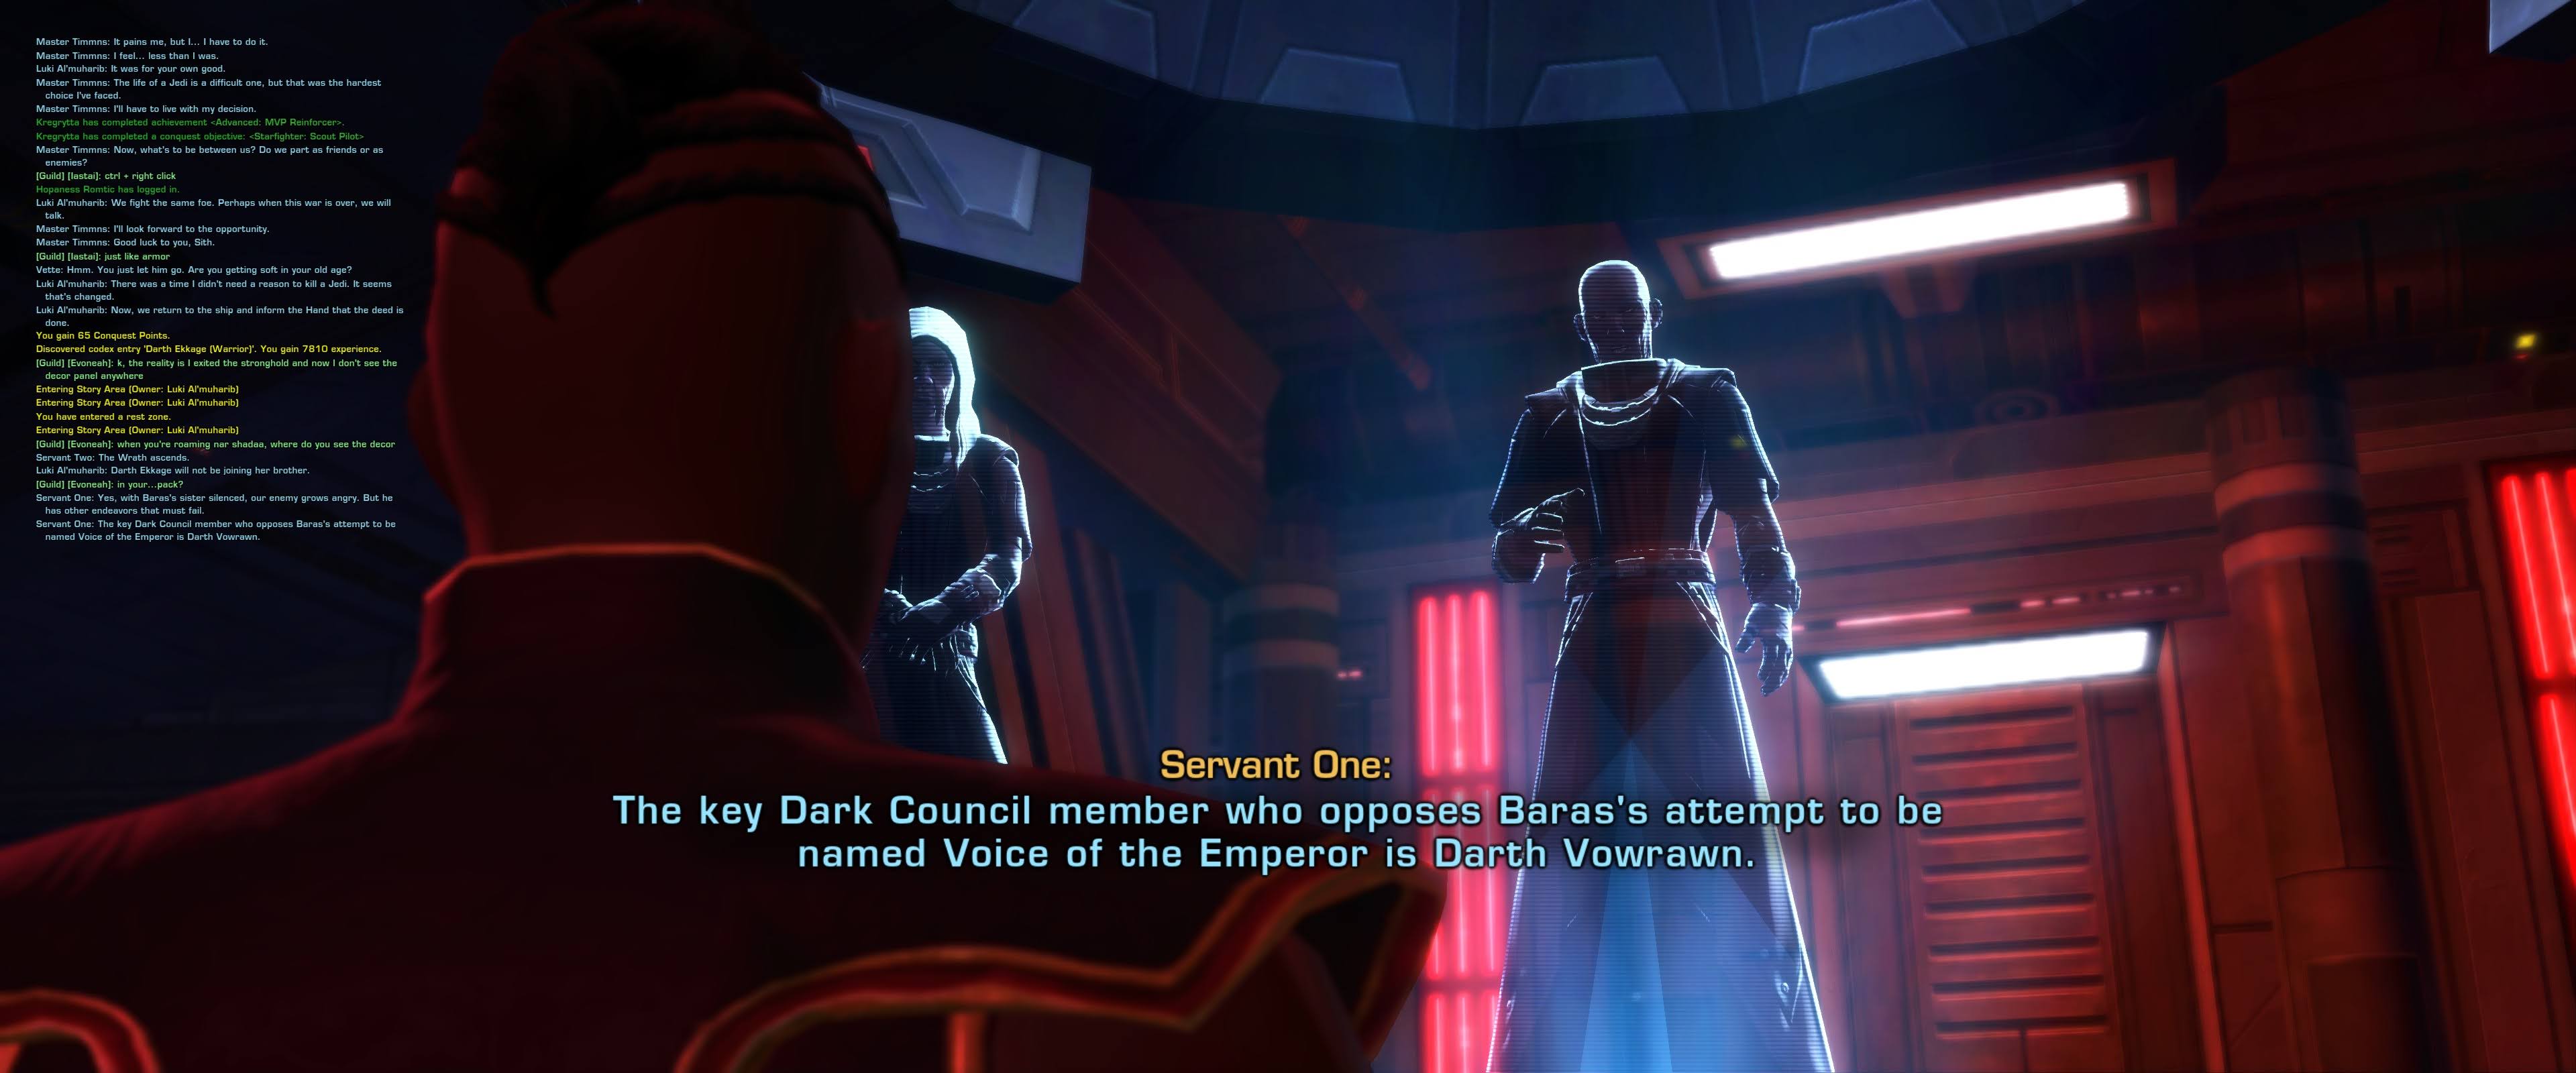 Master Timmns: It pains me, but I... I have to do it.
Master Timmns: I feel... less than I was.
Luki Al'muharib: It was for your own good.
Master Timmns: The life of a Jedi is a difficult one, but that was the hardest
choice I've faced.
Master Timmns: I'll have to live with my decision.
Kregrytta has completed achievement <Advanced: MVP Reinforcer>.
Kregrytta has completed a conquest objective: <Starfighter: Scout Pilot>
Master Timmns: Now, what's to be between us? Do we part as friends or as
enemies?
[Guild] [Iastai]: ctrl + right click
Hopaness Romtic has logged in.
Luki Al'muharib: We fight the same foe. Perhaps when this war is over, we will
talk.
Master Timmns: I'll look forward to the opportunity.
Master Timmns: Good luck to you, Sith.
[Guild] [Iastai]: just like armor
Vette: Hmm. You just let him go. Are you getting soft in your old age?
Luki Al'muharib: There was a time I didn't need a reason to kill a Jedi. It seems
that's changed.
Luki Al'muharib: Now, we return to the ship and inform the Hand that the deed is
done.
You gain 65 Conquest Points.
Discovered codex entry 'Darth Ekkage (Warrior)'. You gain 7810 experience.
[Guild] [Evoneah]: k, the reality is I exited the stronghold and now I don't see the
decor panel anywhere
Entering Story Area (Owner: Luki Al'muharib)
Entering Story Area (Owner: Luki Al'muharib)
You have entered a rest zone.
Entering Story Area (Owner: Luki Al'muharib)
[Guild] [Evoneah]: when you're roaming nar shadaa, where do you see the decor
Servant Two: The Wrath ascends.
Luki Al'muharib: Darth Ekkage will not be joining her brother.
[Guild] [Evoneah]: in your...pack?
Servant One: Yes, with Baras's sister silenced, our enemy grows angry. But he
has other endeavors that must fail.
Servant One: The key Dark Council member who opposes Baras's attempt to be
named Voice of the Emperor is Darth Vowrawn.
Servant One:
The key Dark Council member who opposes Baras's attempt to be
named Voice of the Emperor is Darth Vowrawn.